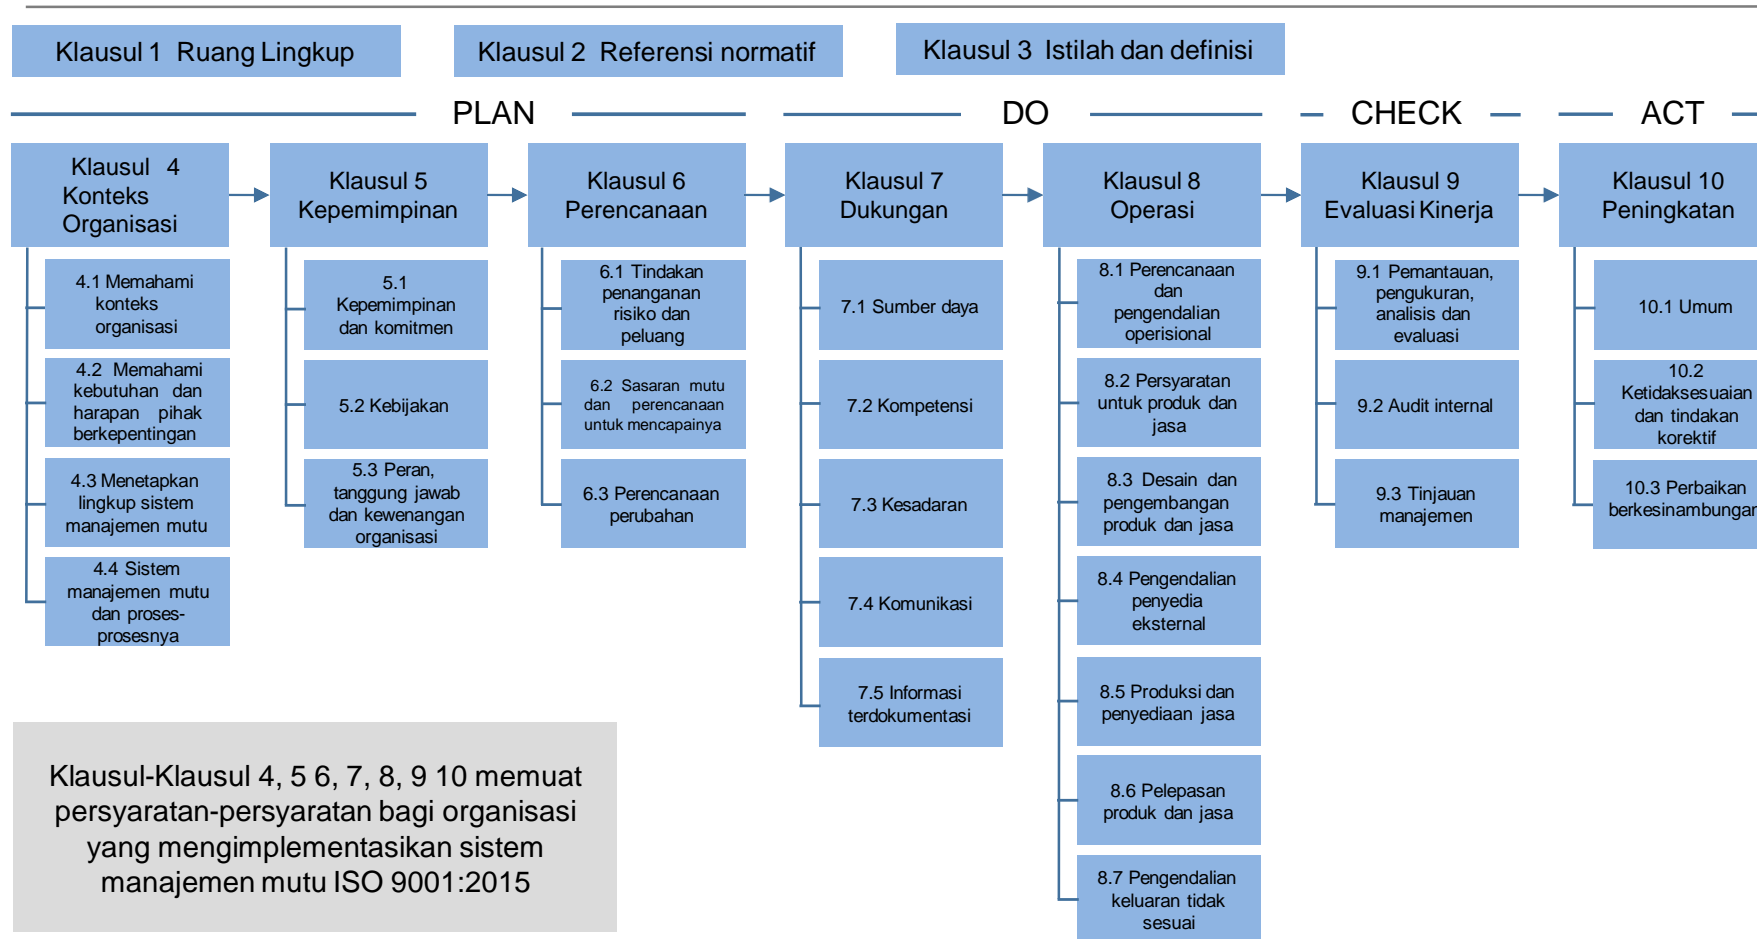 Klausul 1 Ruang Lingkup
Klausul 2 Referensi normatif
Klausul 3 Istilah dan definisi
PLAN
DO
CHECK
ACT
Klausul 4
Konteks
Organisasi
4.1 Memahami
konteks
organisasi
4.2 Memahami
kebutuhan dan
harapan pihak
berkepentingan
4.3 Menetapkan
lingkup sistem
manajemen mutu
4.4 Sistem
manajemen mutu
dan proses-
prosesnya
Klausul 5
Kepemimpinan
5.1
Kepemimpinan
dan komitmen
5.2 Kebijakan
5.3 Peran,
tanggung jawab
dan kewenangan
organisasi
Klausul 6
Perencanaan
6.1 Tindakan
penanganan
risiko dan
peluang
6.2 Sasaran mutu
dan perencanaan
untuk mencapainya
6.3 Perencanaan
perubahan
Klausul 7
Dukungan
7.1 Sumber daya
7.2 Kompetensi
7.3 Kesadaran
7.4 Komunikasi
7.5 Informasi
terdokumentasi
Klausul 8
Operasi
8.1 Perencanaan
dan
pengendalian
operisional
8.2 Persyaratan
untuk produk dan
jasa
8.3 Desain dan
pengembangan
produk dan jasa
8.4 Pengendalian
penyedia
eksternal
8.5 Produksi dan
penyediaan jasa
8.6 Pelepasan
produk dan jasa
8.7 Pengendalian
keluaran tidak
sesuai
Klausul 9
Evaluasi Kinerja
9.1 Pemantauan,
pengukuran,
analisis dan
evaluasi
9.2 Audit internal
9.3 Tinjauan
manajemen
Klausul 10
Peningkatan
10.1 Umum
10.2
Ketidaksesuaian
dan tindakan
korektif
10.3 Perbaikan
berkesinambungan
Klausul-Klausul 4, 5 6, 7, 8, 9 10 memuat
persyaratan-persyaratan bagi organisasi
yang mengimplementasikan sistem
manajemen mutu ISO 9001:2015